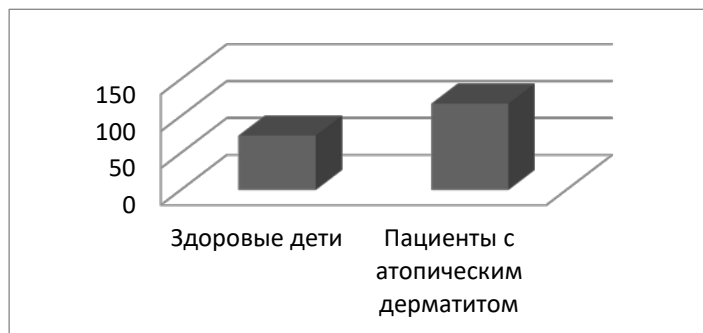 150
100
50
0
Здоровые дети
Пациенты с
атопическим
дерматитом